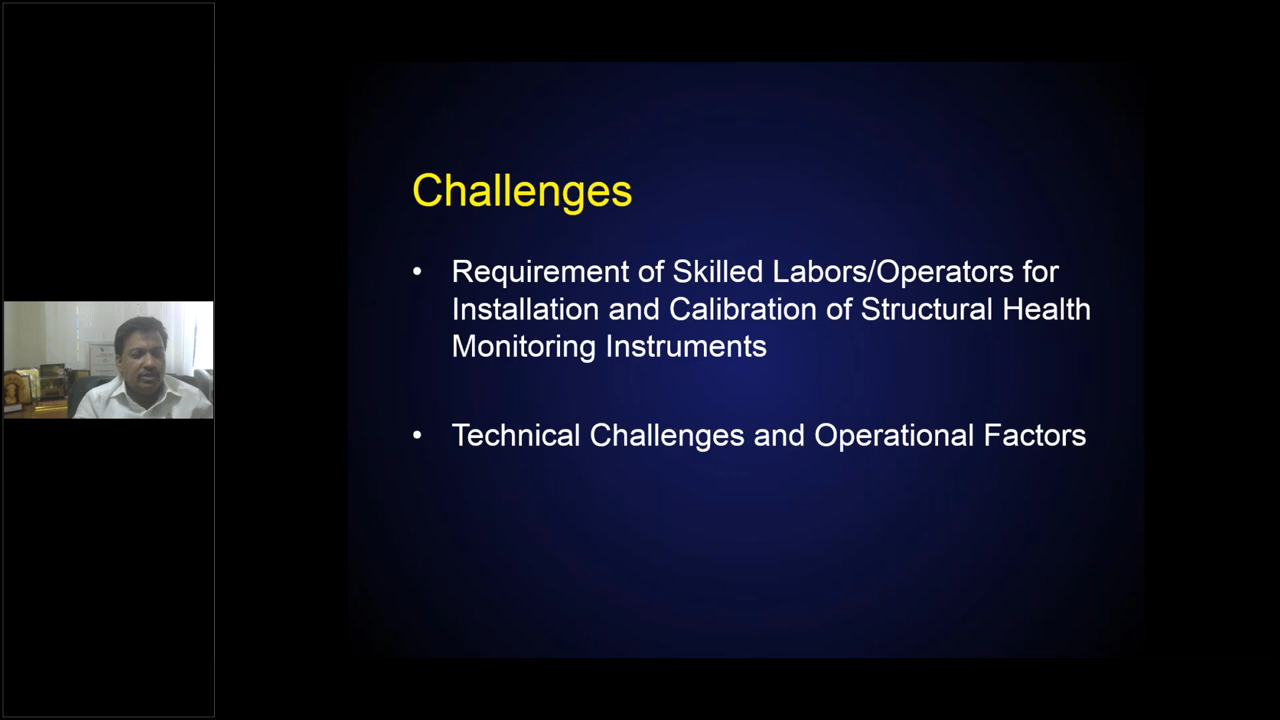 Challenges
• Requirement of Skilled Labors/Operators for
Installation and Calibration of Structural Health
Monitoring Instruments
• Technical Challenges and Operational Factors